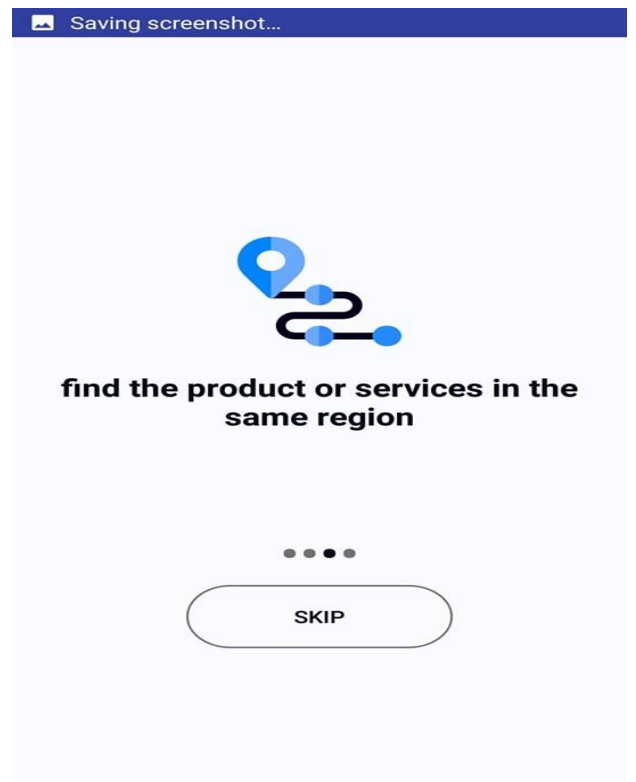 Saving screenshot...
find the product or services in the
same region
SKIP